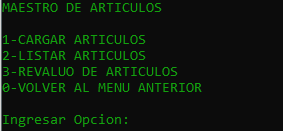 MAESTRO DE ARTICULOS
1-CARGAR ARTICULOS
2-LISTAR ARTICULOS
3-REVALUO DE ARTICULOS
0-VOLVER AL MENU ANTERIOR
Ingresar Opcion: